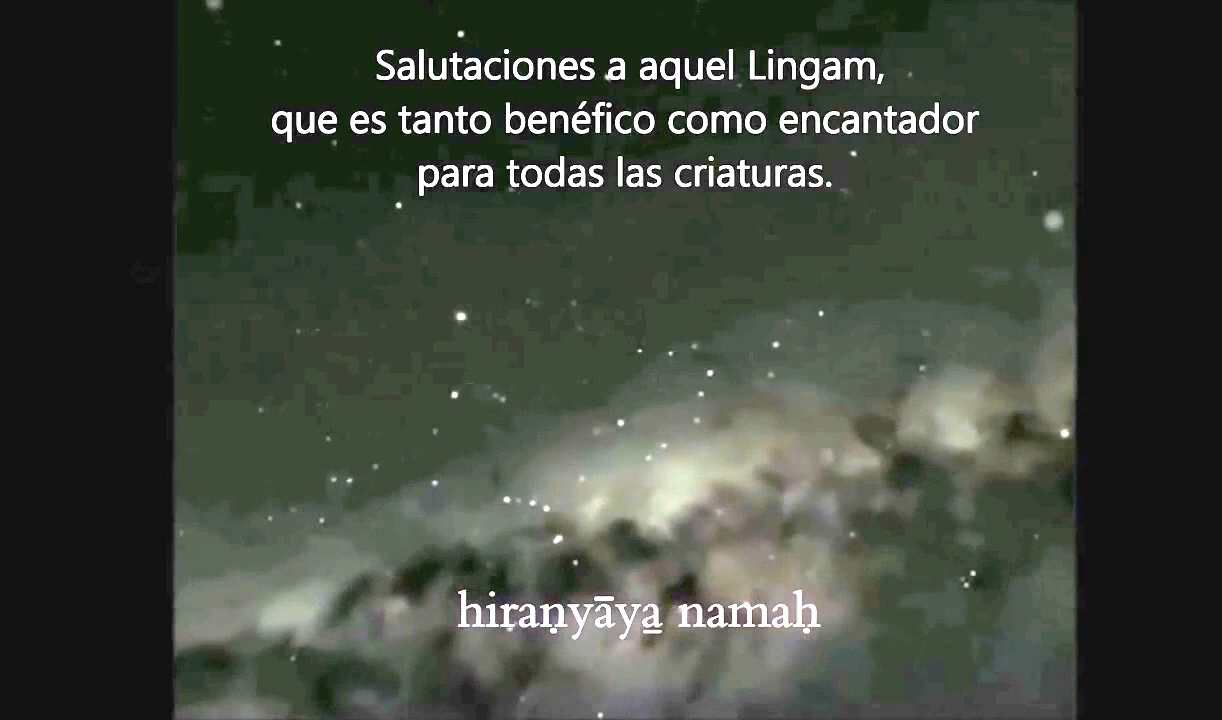 Salutaciones a aquel Lingam,
que es tanto benéfico como encantador
para todas las criaturas.
hiraṇyāya̱ namaḥ